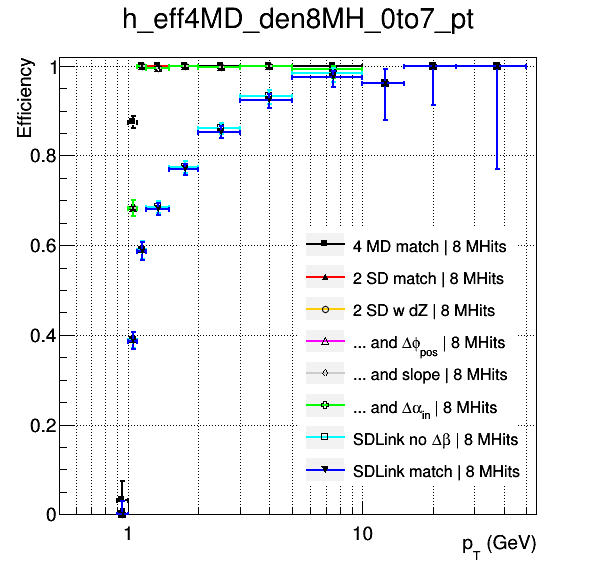 h_eff4MD_den8MH_0to7_pt
Efficiency
1
0.8
0.6
0.4
0.2
0
4 MD match | 8 MHits
2 SD match | 8 MHits
2 SD w dZ | 8 MHits
... and Δϕpos | 8 MHits
... and slope | 8 MHits
... and Δαin | 8 MHits
SDLink no Δβ | 8 MHits
SDLink match | 8 MHits
1 10
pT (GeV)